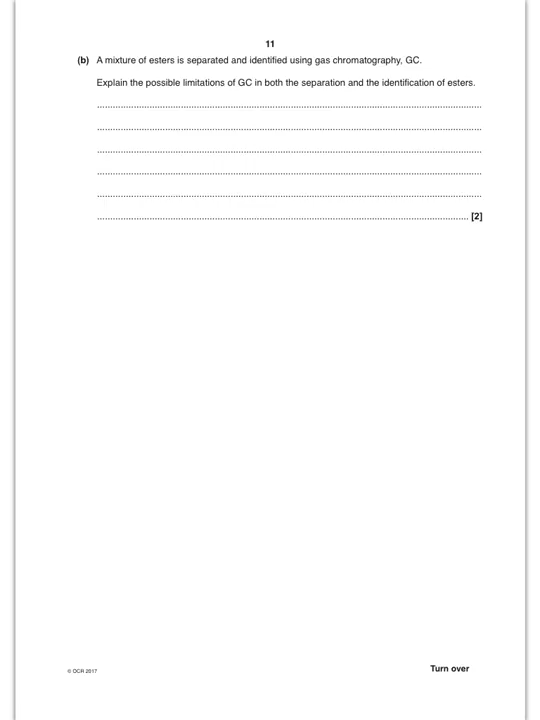 11
(b) A mixture of esters is separated and identified using gas chromatography, GC.
Explain the possible limitations of GC in both the separation and the identification of esters.
...................................................................................................................................................
...................................................................................................................................................
...................................................................................................................................................
...................................................................................................................................................
...................................................................................................................................................
.............................................................................................................................................. [2]
© OCR 2017
Turn over